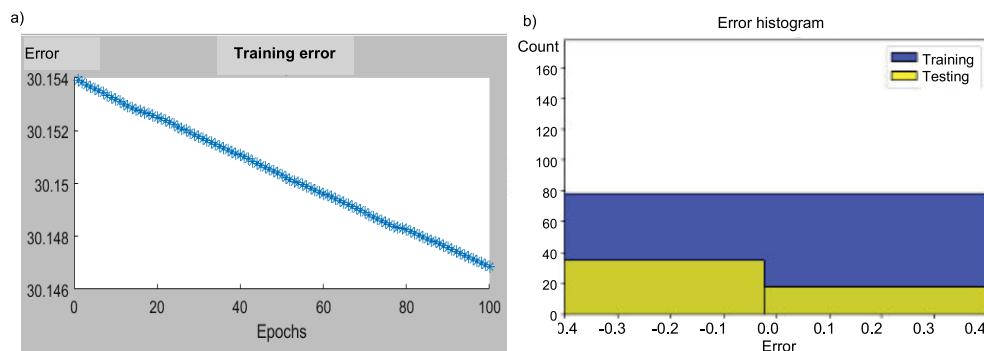 a)
Error
Training error
30.154
30.152
30.15
30.148
30.146
0 20 40 60 80 100
Epochs
b)
Error histogram
Count
160
140
120
100
80
60
40
20
0
Training
Testing
0.4 -0.3 -0.2 -0.1 0.0 0.1 0.2 0.3 0.4
Error